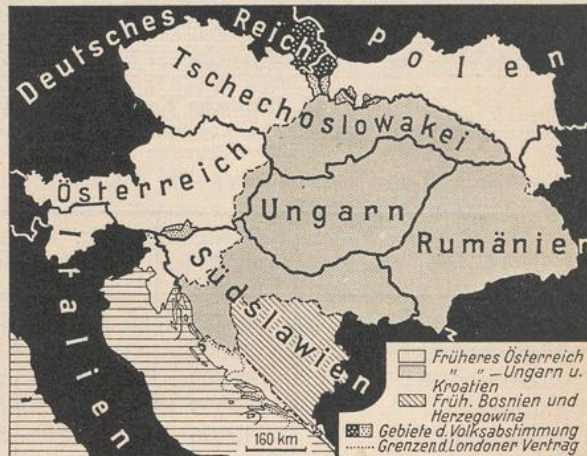 Deutsches Reich
Polen
Tschechoslowakei
Österreich
Ungarn
Rumänien
Italien
Südslawien
Früheres Österreich
" " – Ungarn u.
Kroatien
Früh. Bosnien und
Herzegowina
Gebiete d. Volksabstimmung
Grenzen.d.Londoner Vertrag
160 km